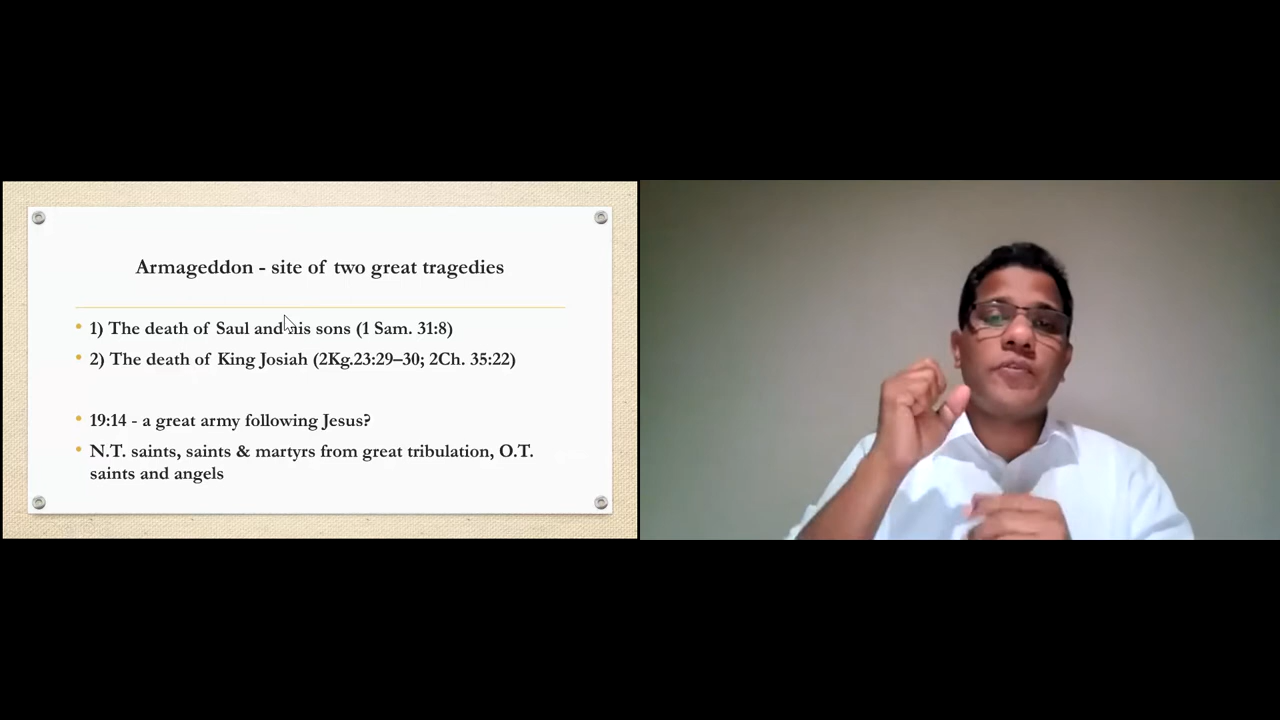 Armageddon - site of two great tragedies
1) The death of Saul and his sons (1 Sam. 31:8)
2) The death of King Josiah (2Kg.23:29–30; 2Ch. 35:22)
19:14 - a great army following Jesus?
N.T. saints, saints & martyrs from great tribulation, O.T.
saints and angels